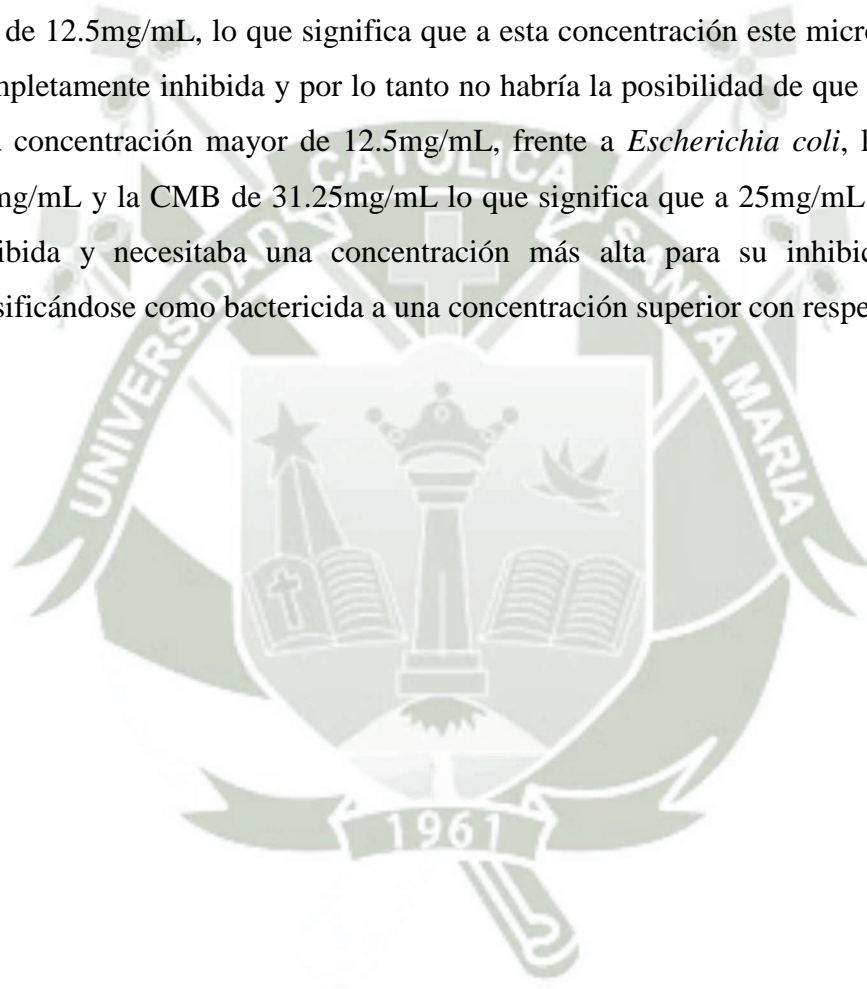 de 12.5mg/mL, lo que significa que a esta concentración este micro
pletamente inhibida y por lo tanto no habría la posibilidad de que
concentración mayor de 12.5mg/mL, frente a Escherichia coli, l
mg/mL y la CMB de 31.25mg/mL lo que significa que a 25mg/mL
ibida y necesitaba una concentración más alta para su inhibic
sificándose como bactericida a una concentración superior con respe
UNIVERSIDAD CATOLICA SANTA MARIA
1961